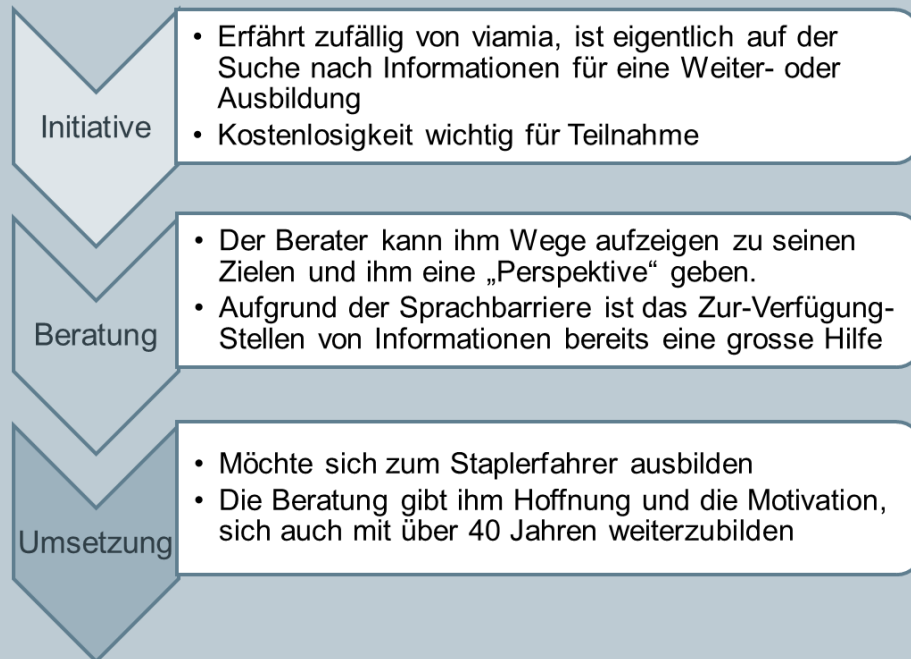 Initiative
• Erfährt zufällig von viamia, ist eigentlich auf der
Suche nach Informationen für eine Weiter- oder
Ausbildung
• Kostenlosigkeit wichtig für Teilnahme
Beratung
• Der Berater kann ihm Wege aufzeigen zu seinen
Zielen und ihm eine „Perspektive“ geben.
• Aufgrund der Sprachbarriere ist das Zur-Verfügung-
Stellen von Informationen bereits eine grosse Hilfe
Umsetzung
• Möchte sich zum Staplerfahrer ausbilden
• Die Beratung gibt ihm Hoffnung und die Motivation,
sich auch mit über 40 Jahren weiterzubilden